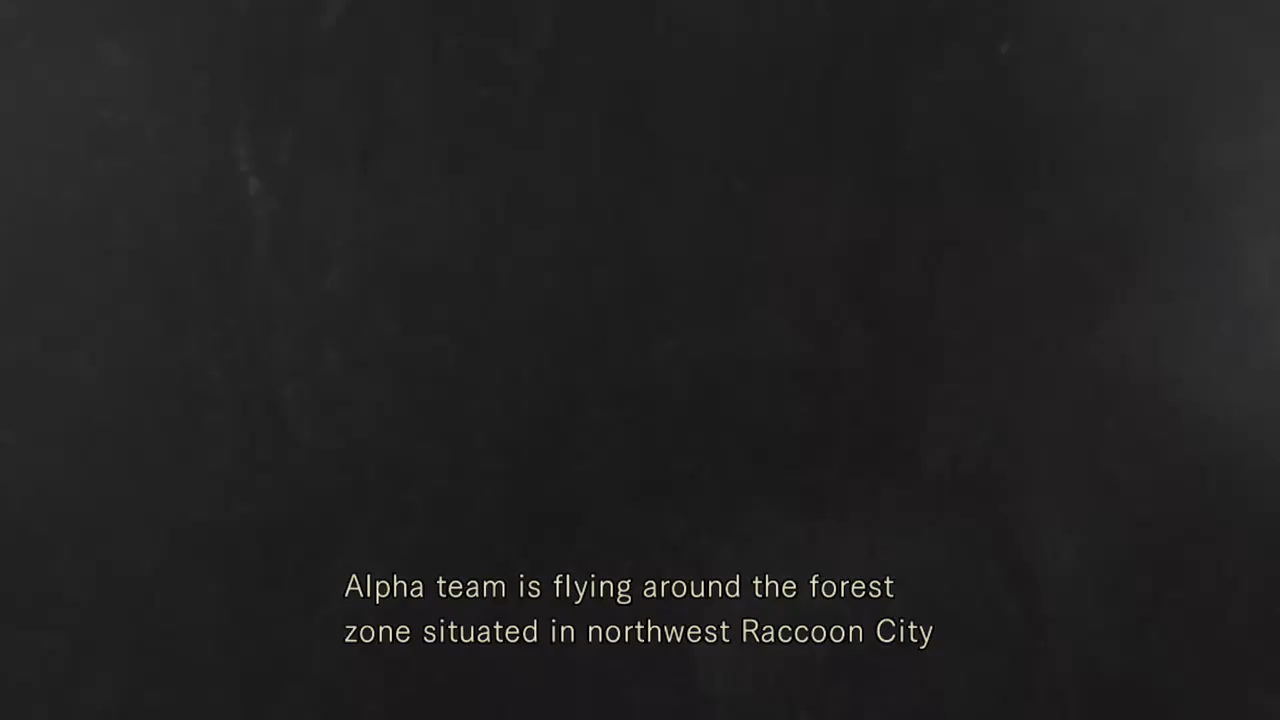 Alpha team is flying around the forest
zone situated in northwest Raccoon City